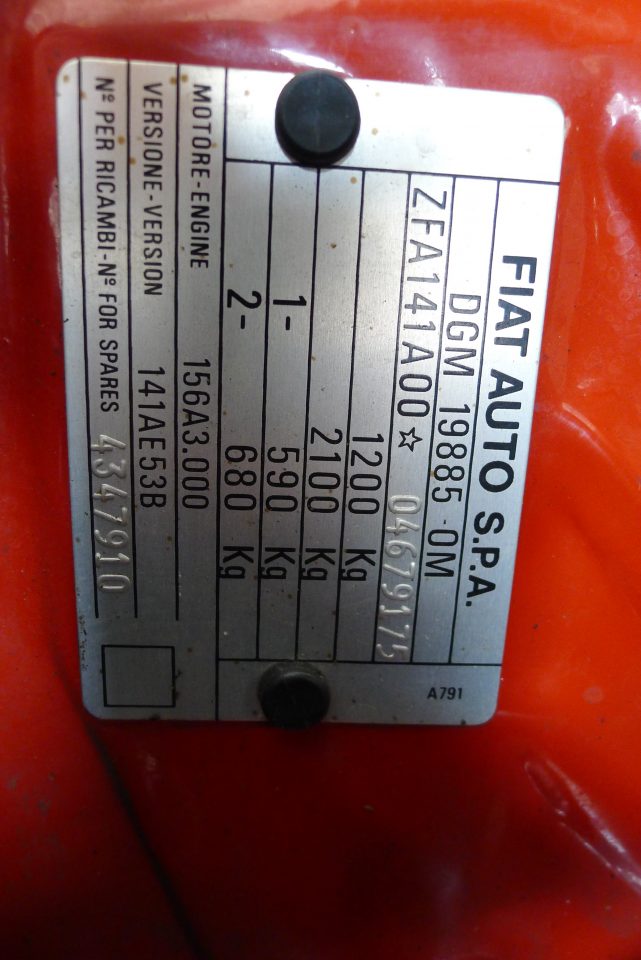 FIAT AUTO S.P.A.
DGM 19885 OM
ZFA141A00☆ 04679175
1200 Kg
2100 Kg
1- 590 Kg
2- 680 Kg
MOTORE-ENGINE 156A3.000
VERSIONE-VERSION 141AE53B
Nº PER RICAMBI-Nº FOR SPARES 4347910
A791